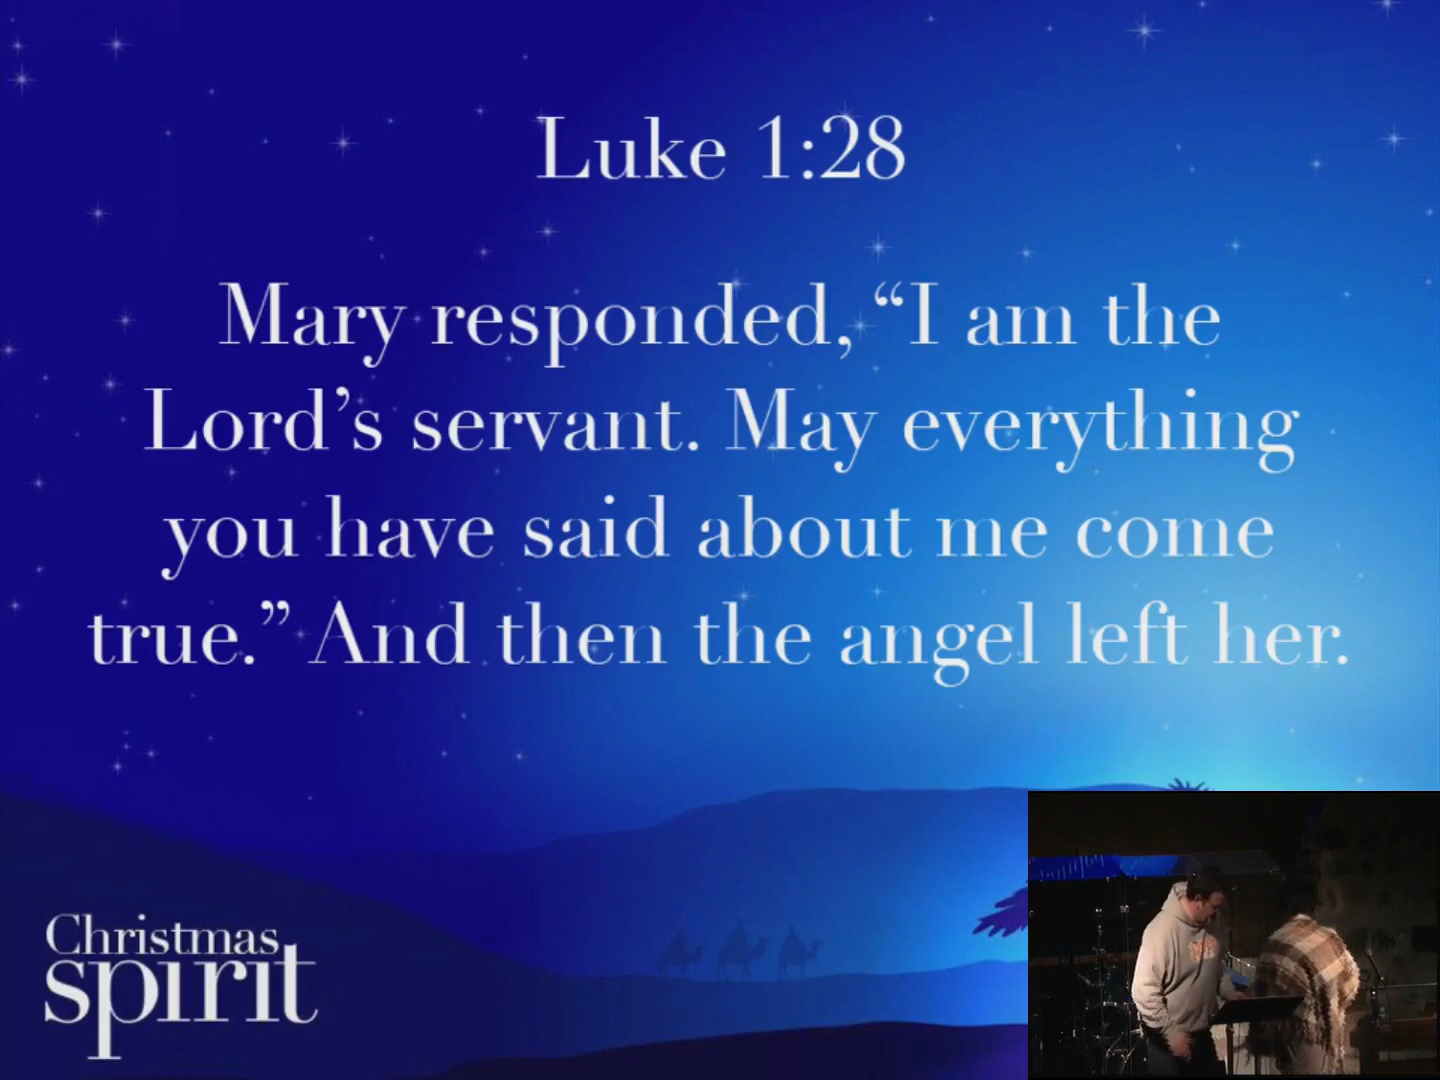 Luke 1:28
Mary responded, “I am the
Lord’s servant. May everything
you have said about me come
true.” And then the angel left her.
Christmas
spirit